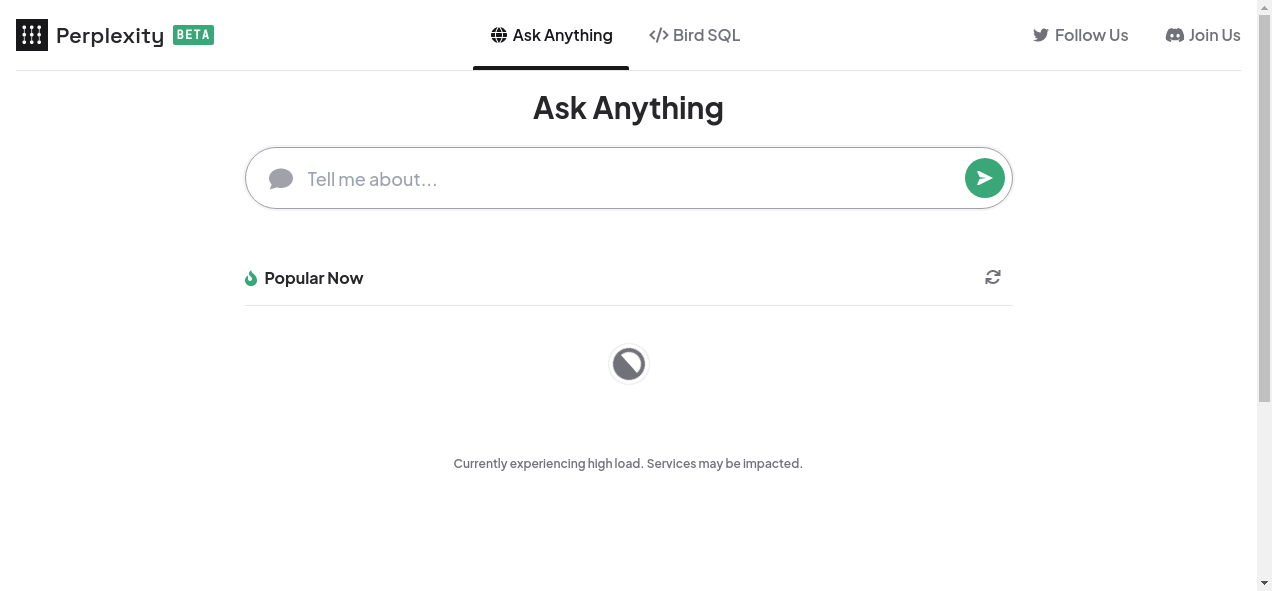 Perplexity BETA
Ask Anything
Bird SQL
Follow Us
Join Us
Ask Anything
Tell me about...
Popular Now
Currently experiencing high load. Services may be impacted.